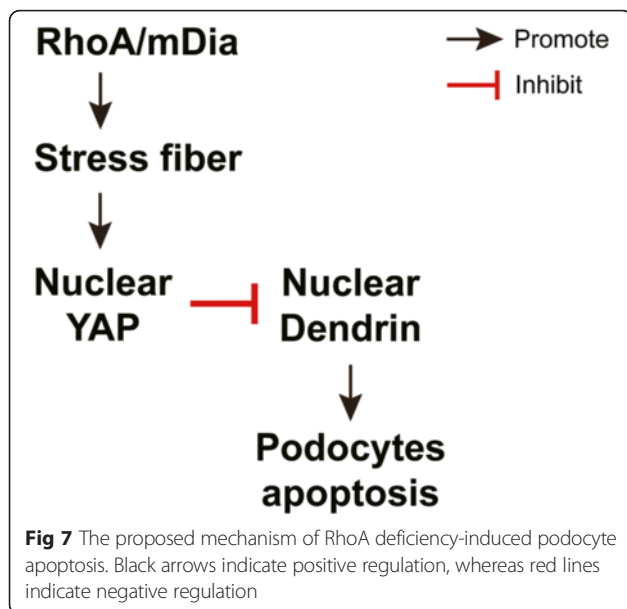 RhoA/mDia
Promote
Inhibit
Stress fiber
Nuclear
YAP
Nuclear
Dendrin
Podocytes
apoptosis
Fig 7 The proposed mechanism of RhoA deficiency-induced podocyte
apoptosis. Black arrows indicate positive regulation, whereas red lines
indicate negative regulation